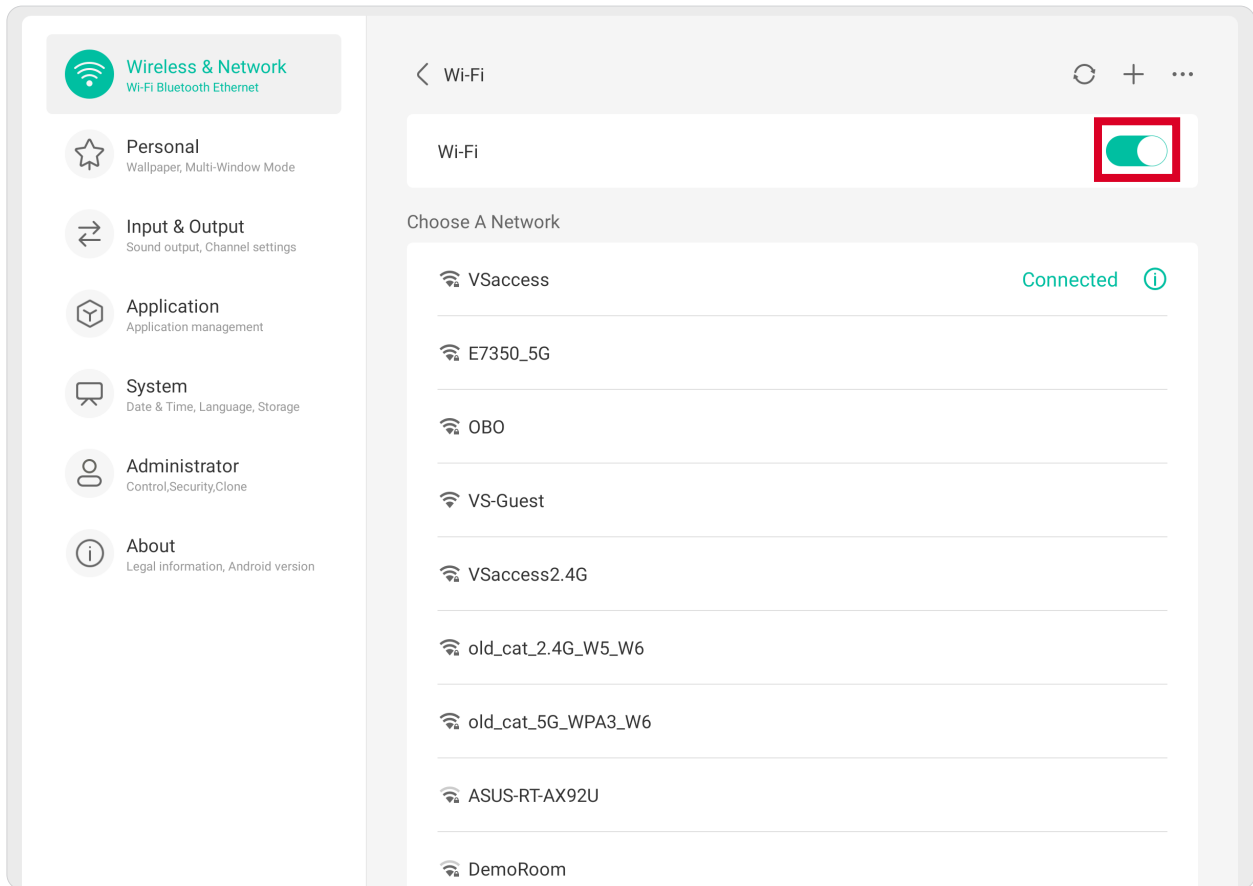 Wireless & Network
Wi-Fi Bluetooth Ethernet
Personal
Wallpaper, Multi-Window Mode
Input & Output
Sound output, Channel settings
Application
Application management
System
Date & Time, Language, Storage
Administrator
Control,Security,Clone
About
Legal information, Android version
Wi-Fi
Wi-Fi
Choose A Network
VSaccess Connected
E7350_5G
OBO
VS-Guest
VSaccess2.4G
old_cat_2.4G_W5_W6
old_cat_5G_WPA3_W6
ASUS-RT-AX92U
DemoRoom